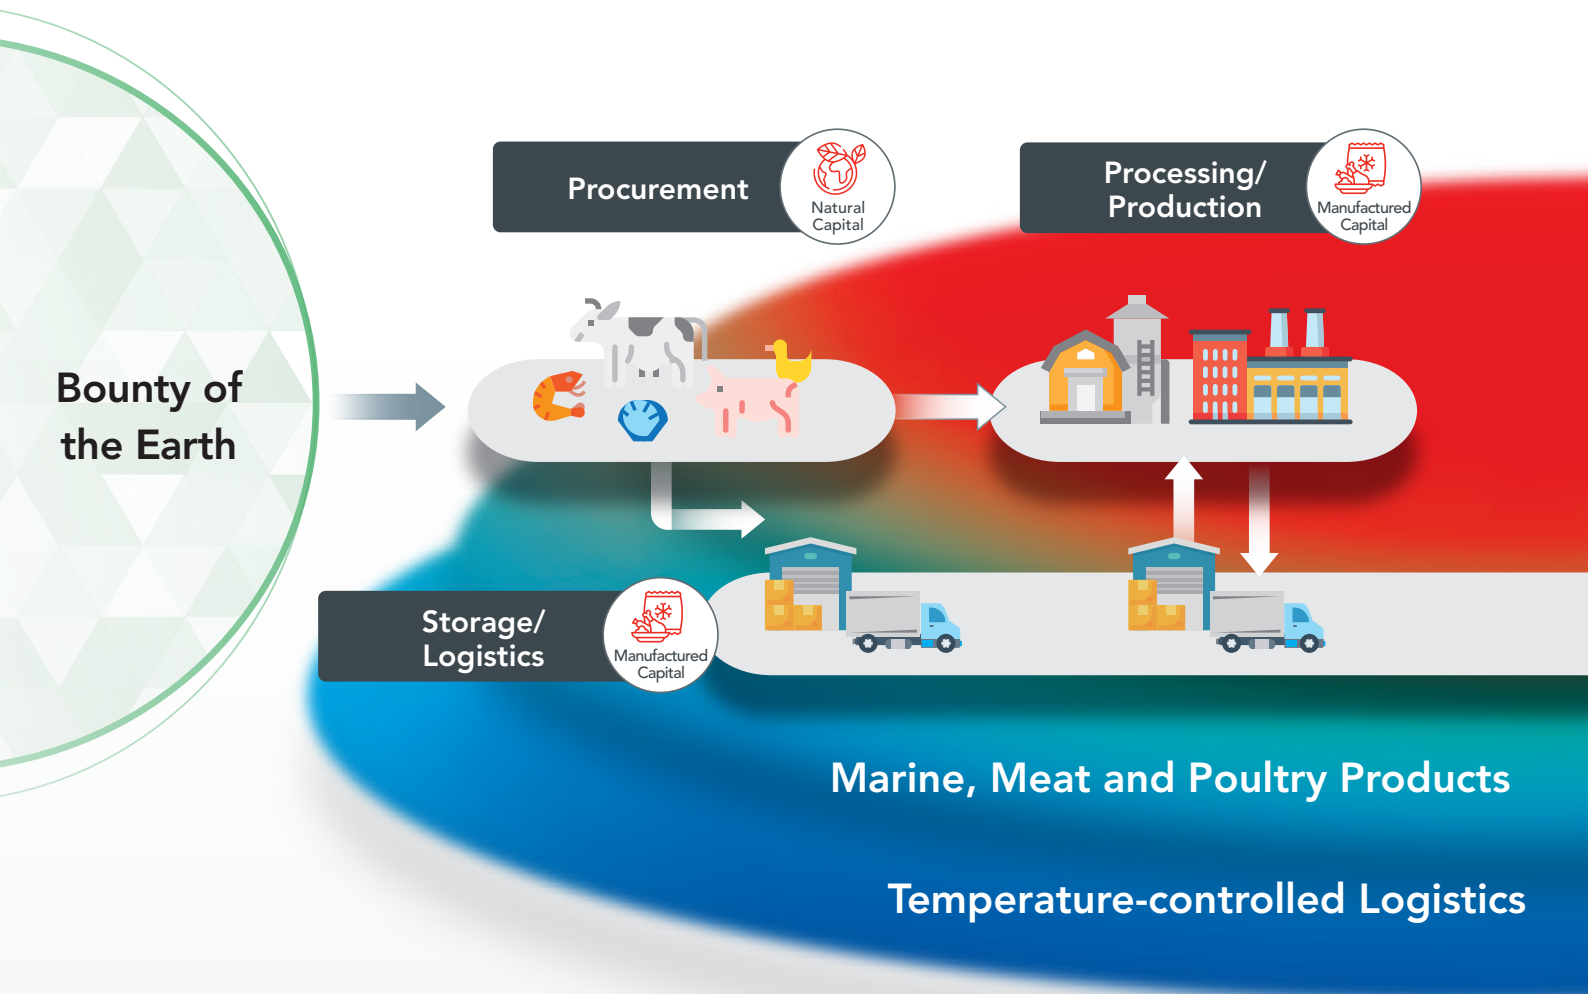 Bounty of
the Earth
Procurement
Natural
Capital
Processing/
Production
Manufactured
Capital
Storage/
Logistics
Manufactured
Capital
Marine, Meat and Poultry Products
Temperature-controlled Logistics